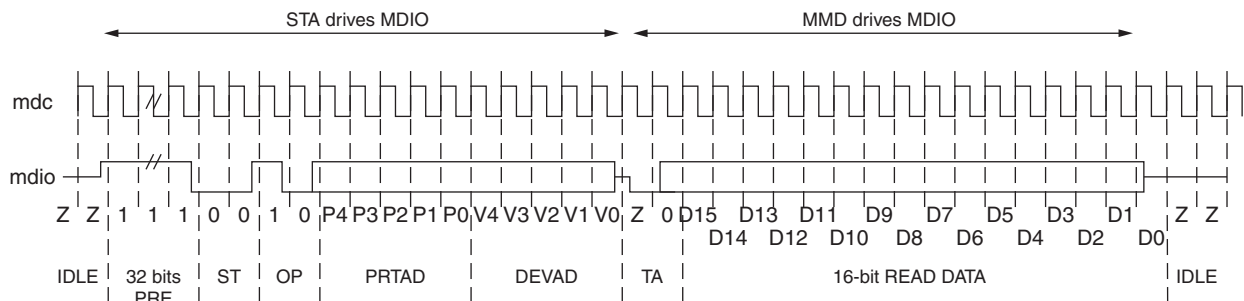 STA drives MDIO MMD drives MDIO
mdc
mdio
Z Z 1 1 1 0 0 1 0 P4 P3 P2 P1 P0 V4 V3 V2 V1 V0 Z 0 D15 D13 D11 D9 D7 D5 D3 D1 Z Z
D14 D12 D10 D8 D6 D4 D2 D0
IDLE 32 bits ST OP PRTAD DEVAD TA 16-bit READ DATA IDLE
PRE